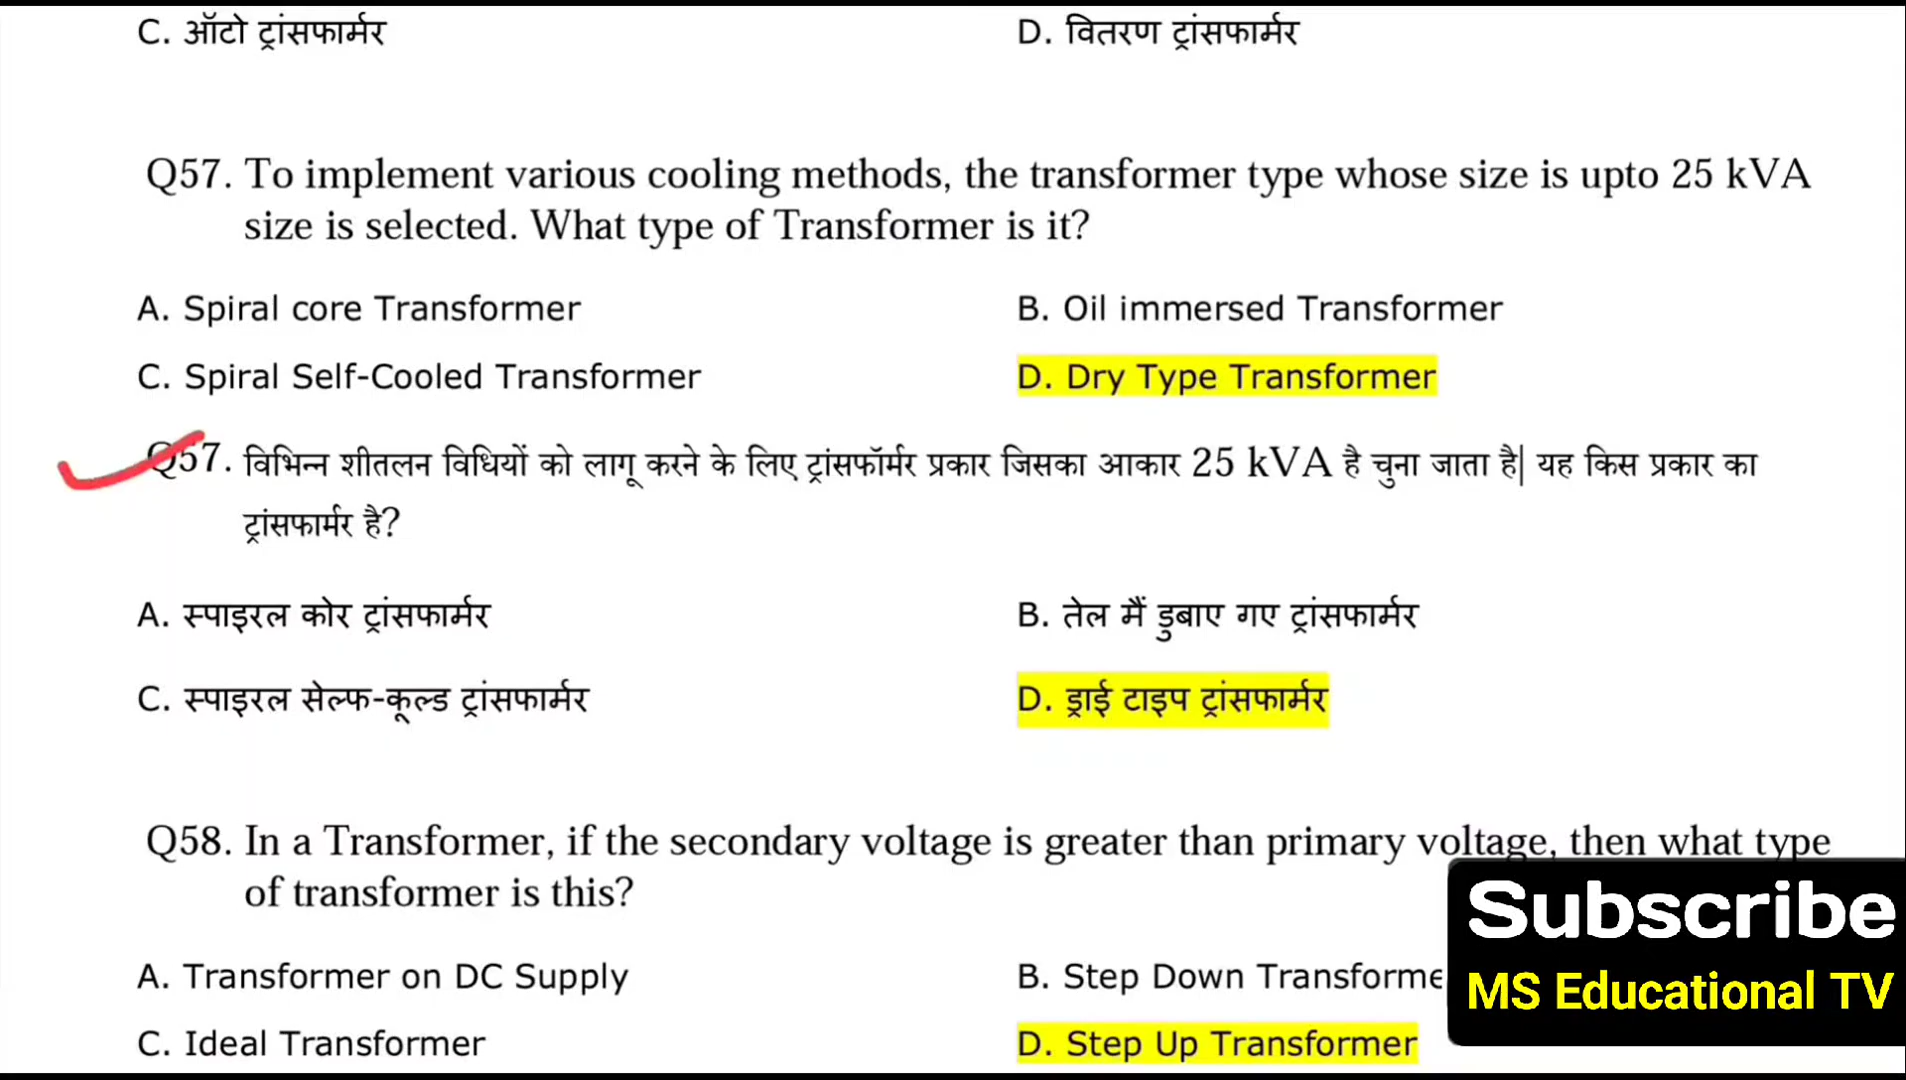 C. ऑटो ट्रांसफार्मर D. वितरण ट्रांसफार्मर
Q57. To implement various cooling methods, the transformer type whose size is upto 25 kVA
size is selected. What type of Transformer is it?
A. Spiral core Transformer B. Oil immersed Transformer
C. Spiral Self-Cooled Transformer D. Dry Type Transformer
Q57. विभिन्न शीतलन विधियों को लागू करने के लिए ट्रांसफॉर्मर प्रकार जिसका आकार 25 kVA है चुना जाता है| यह किस प्रकार का
ट्रांसफार्मर है?
A. स्पाइरल कोर ट्रांसफार्मर B. तेल मैं डुबाए गए ट्रांसफार्मर
C. स्पाइरल सेल्फ-कूल्ड ट्रांसफार्मर D. ड्राई टाइप ट्रांसफार्मर
Q58. In a Transformer, if the secondary voltage is greater than primary voltage, then what type
of transformer is this?
A. Transformer on DC Supply B. Step Down Transforme
C. Ideal Transformer D. Step Up Transformer
Subscribe
MS Educational TV